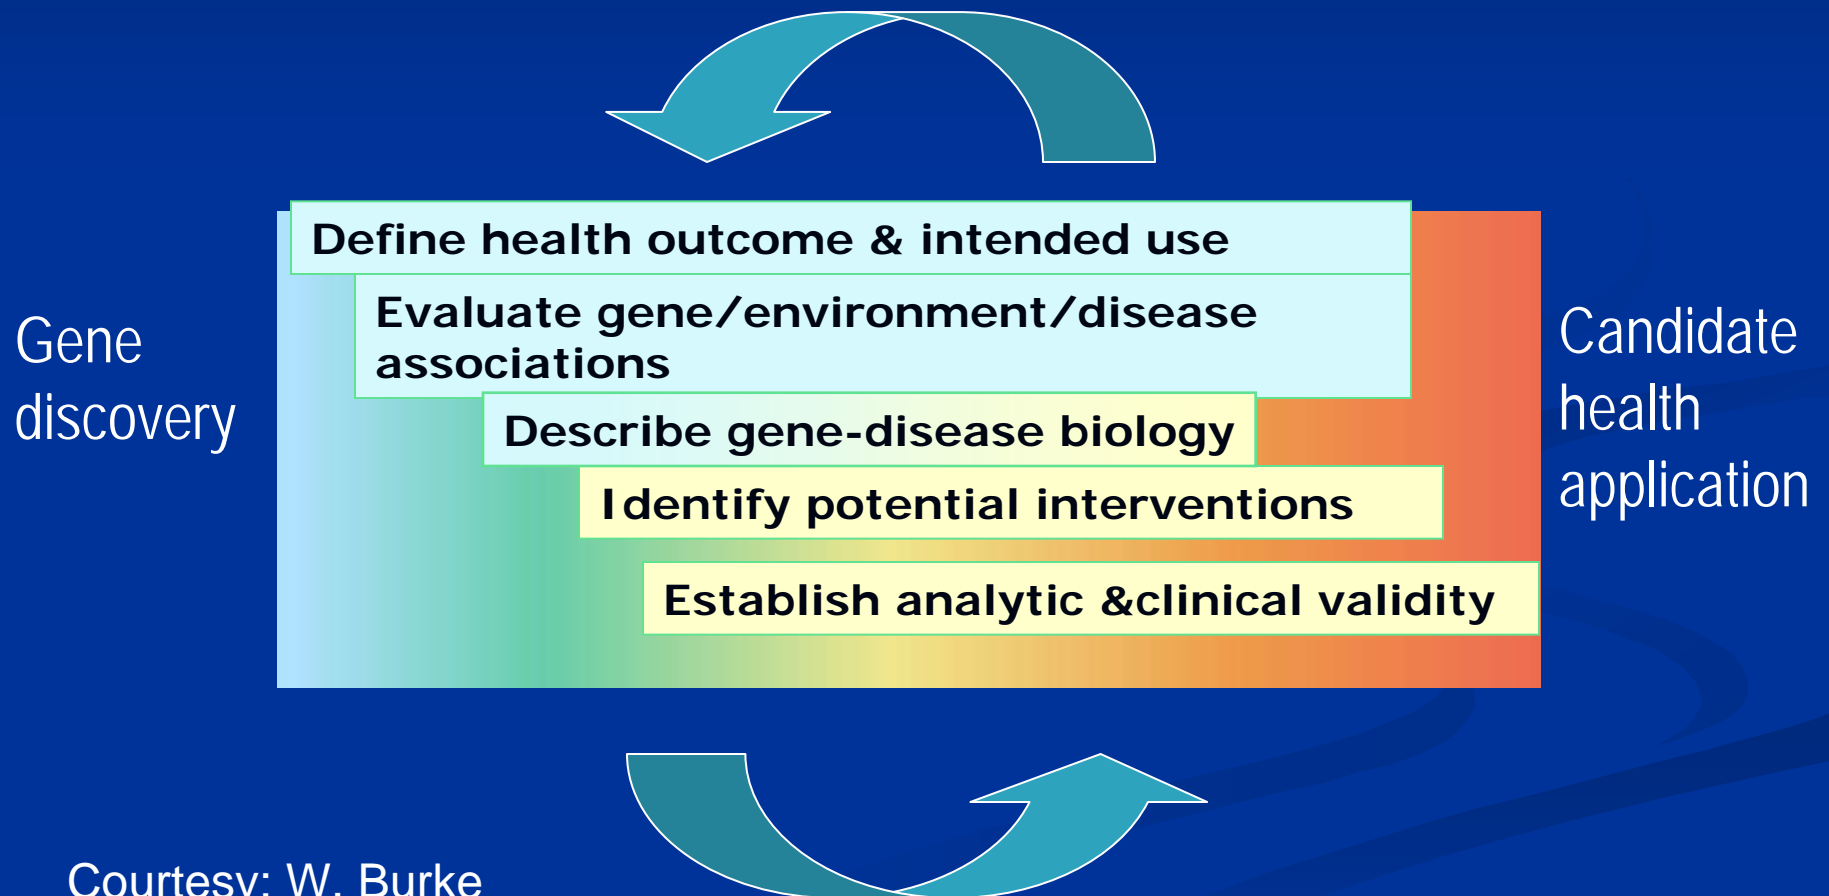 Define health outcome & intended use
Evaluate gene/environment/disease
associations
Gene
discovery
Candidate
health
application
Describe gene-disease biology
Identify potential interventions
Establish analytic &clinical validity
Courtesy: W. Burke